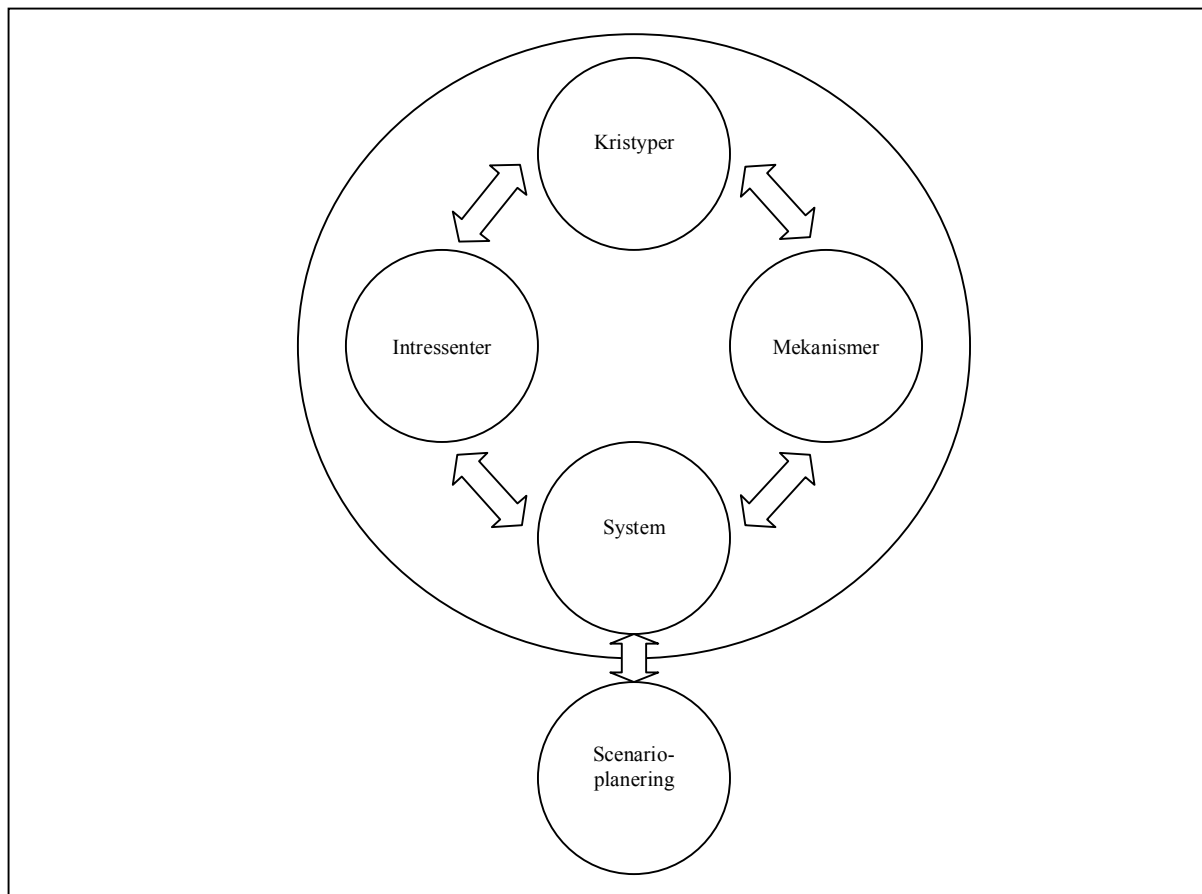 Kristyper
Intressenter
Mekanismer
System
Scenario-
planering